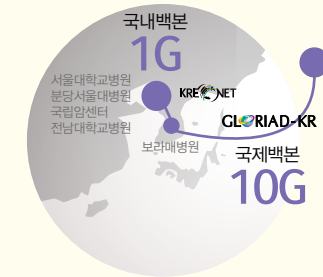 국내백본
1G
서울대학교병원
분당서울대병원
국립암센터
전남대학교병원
KREONET
GLORIAD-KR
보라매병원
국제백본
10G